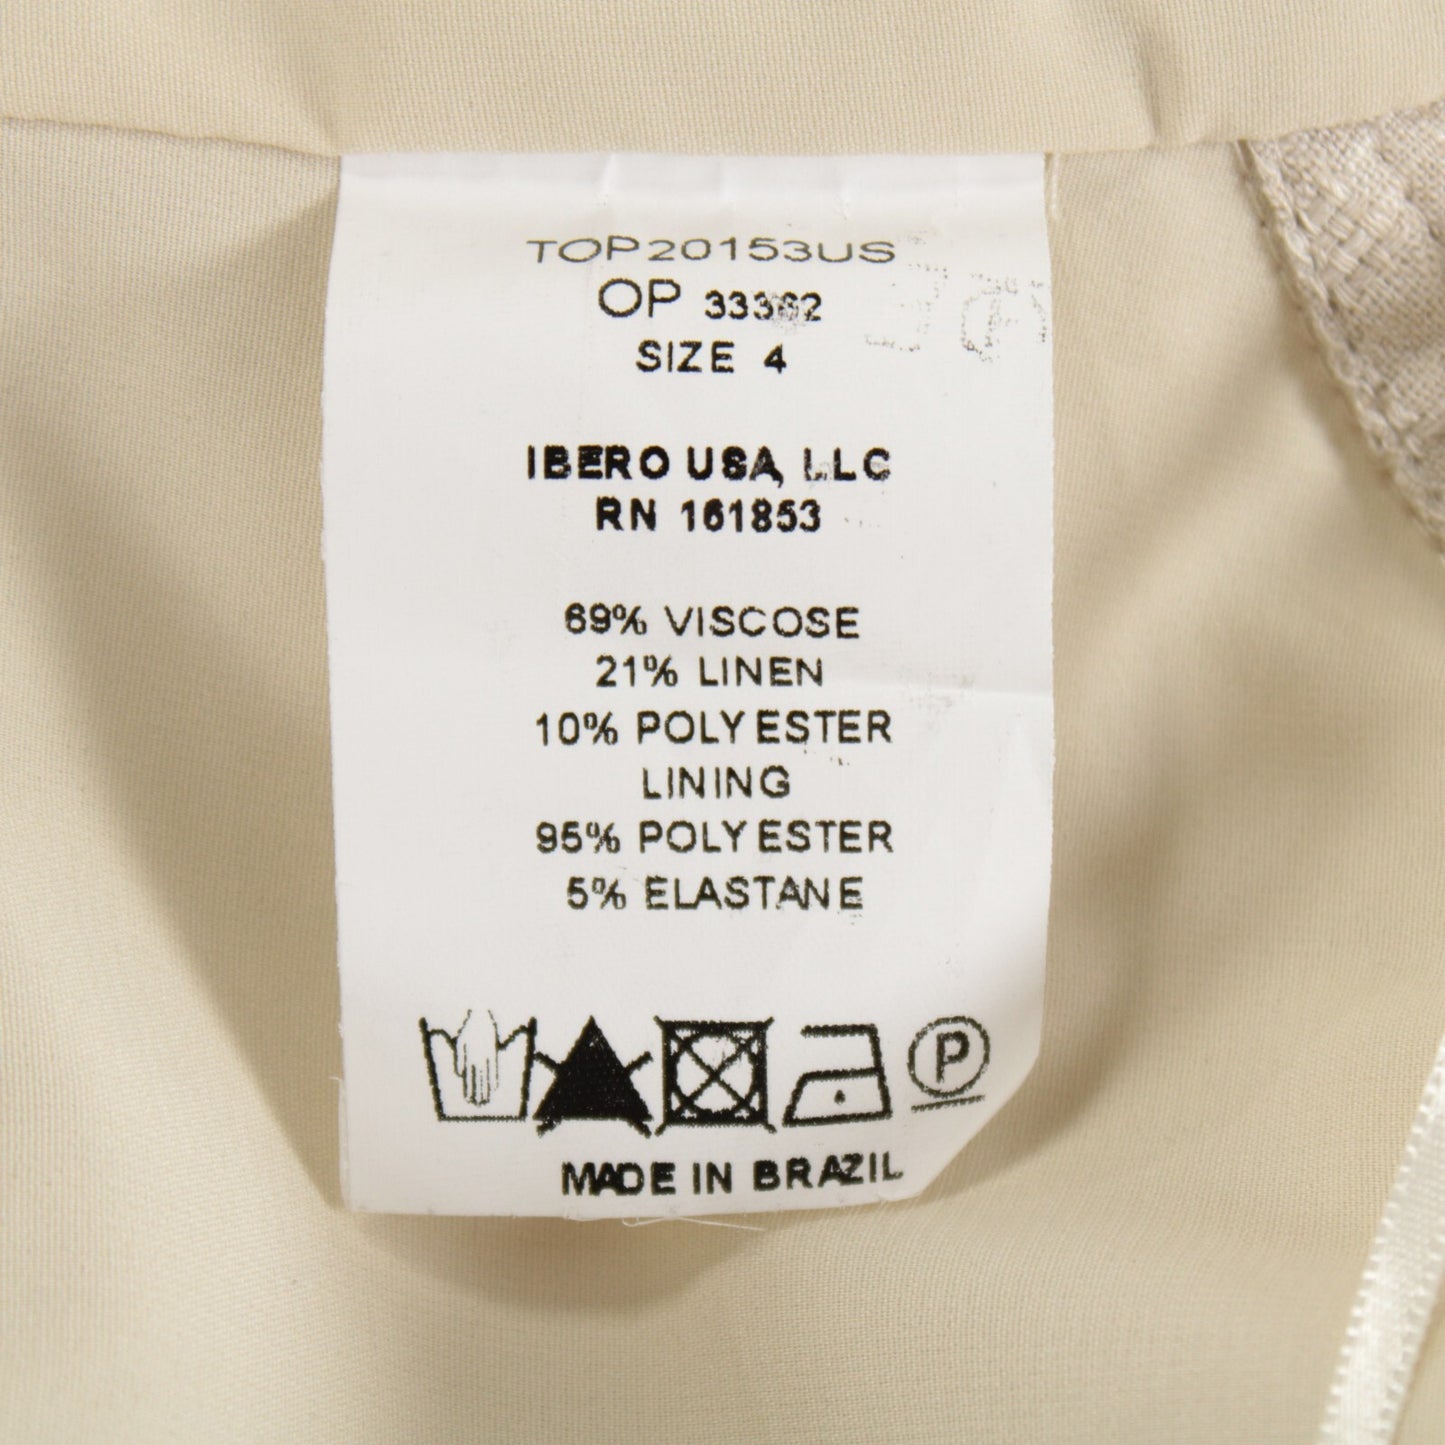 TOP20153US
OP 33362
SIZE 4
IBERO USA, LLC
RN 161853
69% VISCOSE
21% LINEN
10% POLYESTER
LINING
95% POLYESTER
5% ELASTANE
P
MADE IN BRAZIL